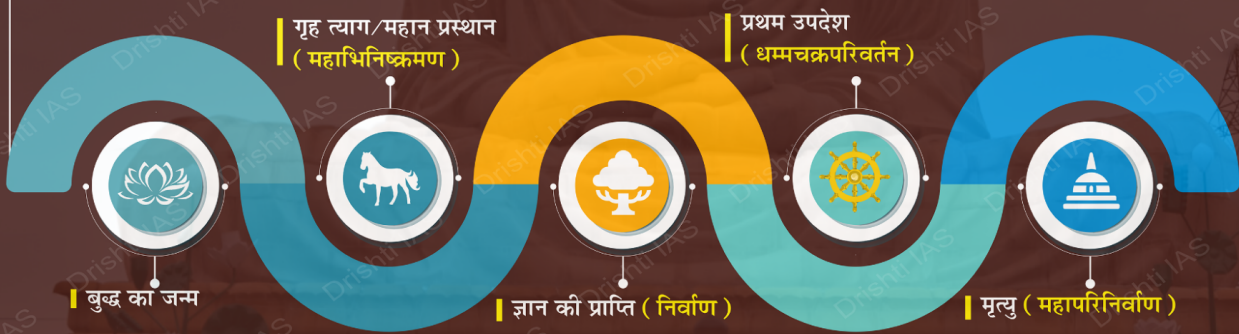 गृह त्याग/महान प्रस्थान
( महाभिनिष्क्रमण )
प्रथम उपदेश
( धम्मचक्रपरिवर्तन )
बुद्ध का जन्म
ज्ञान की प्राप्ति ( निर्वाण )
मृत्यु ( महापरिनिर्वाण )
Drishti IAS